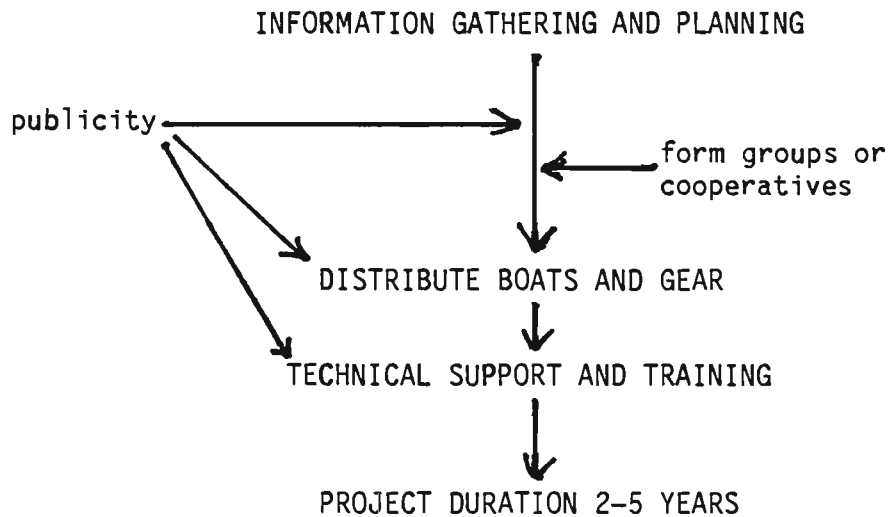 INFORMATION GATHERING AND PLANNING
publicity
form groups or
cooperatives
DISTRIBUTE BOATS AND GEAR
TECHNICAL SUPPORT AND TRAINING
PROJECT DURATION 2–5 YEARS